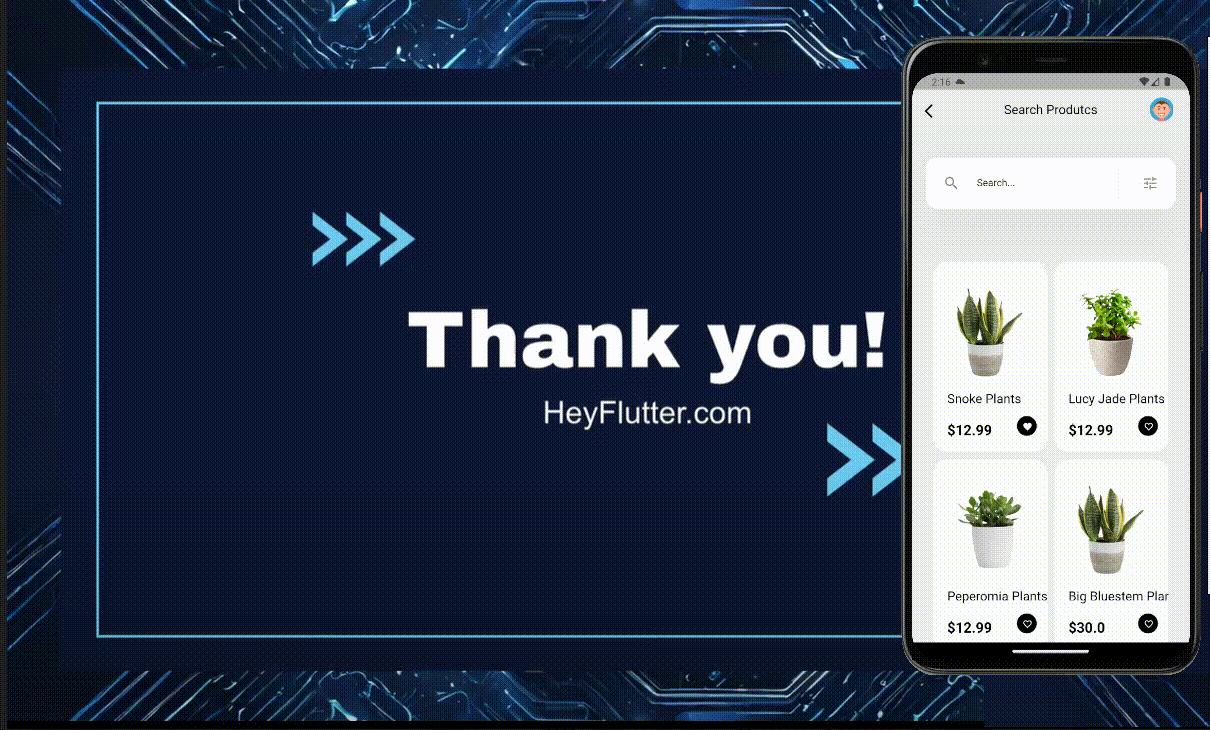 Thank you!
HeyFlutter.com
2:16
Search Produtcs
Search...
Snoke Plants
Lucy Jade Plants
$12.99
$12.99
Peperomia Plants
Big Bluestem Plan
$12.99
$30.0